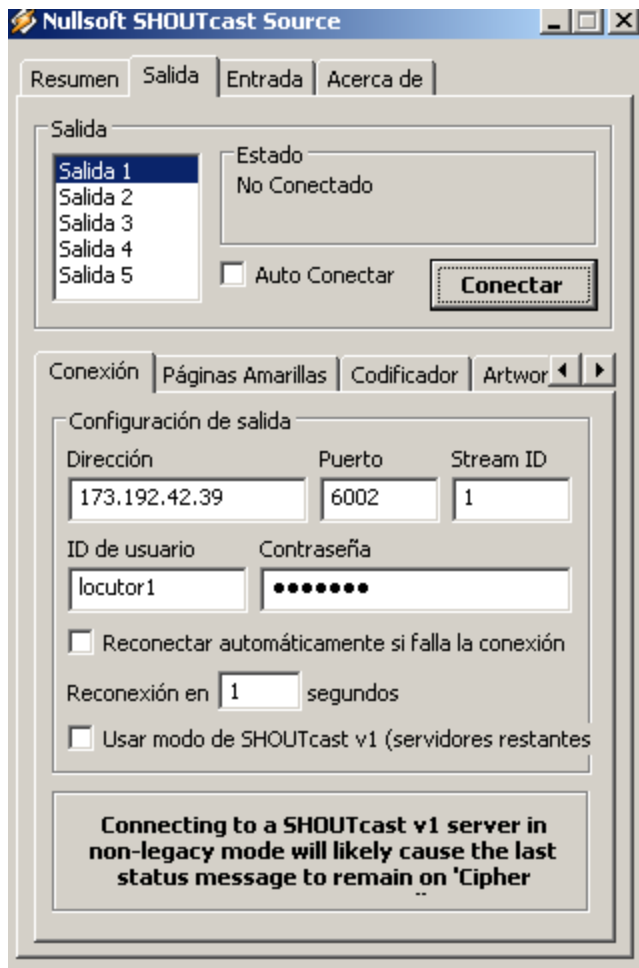 Nullsoft SHOUTcast Source
Resumen Salida Entrada Acerca de
Salida
Salida 1
Salida 2
Salida 3
Salida 4
Salida 5
Estado
No Conectado
Auto Conectar Conectar
Conexión Páginas Amarillas Codificador Artwor
Configuración de salida
Dirección Puerto Stream ID
173.192.42.39 6002 1
ID de usuario Contraseña
locutor1 •••••••
Reconectar automáticamente si falla la conexión
Reconexión en 1 segundos
Usar modo de SHOUTcast v1 (servidores restantes
Connecting to a SHOUTcast v1 server in
non-legacy mode will likely cause the last
status message to remain on 'Cipher